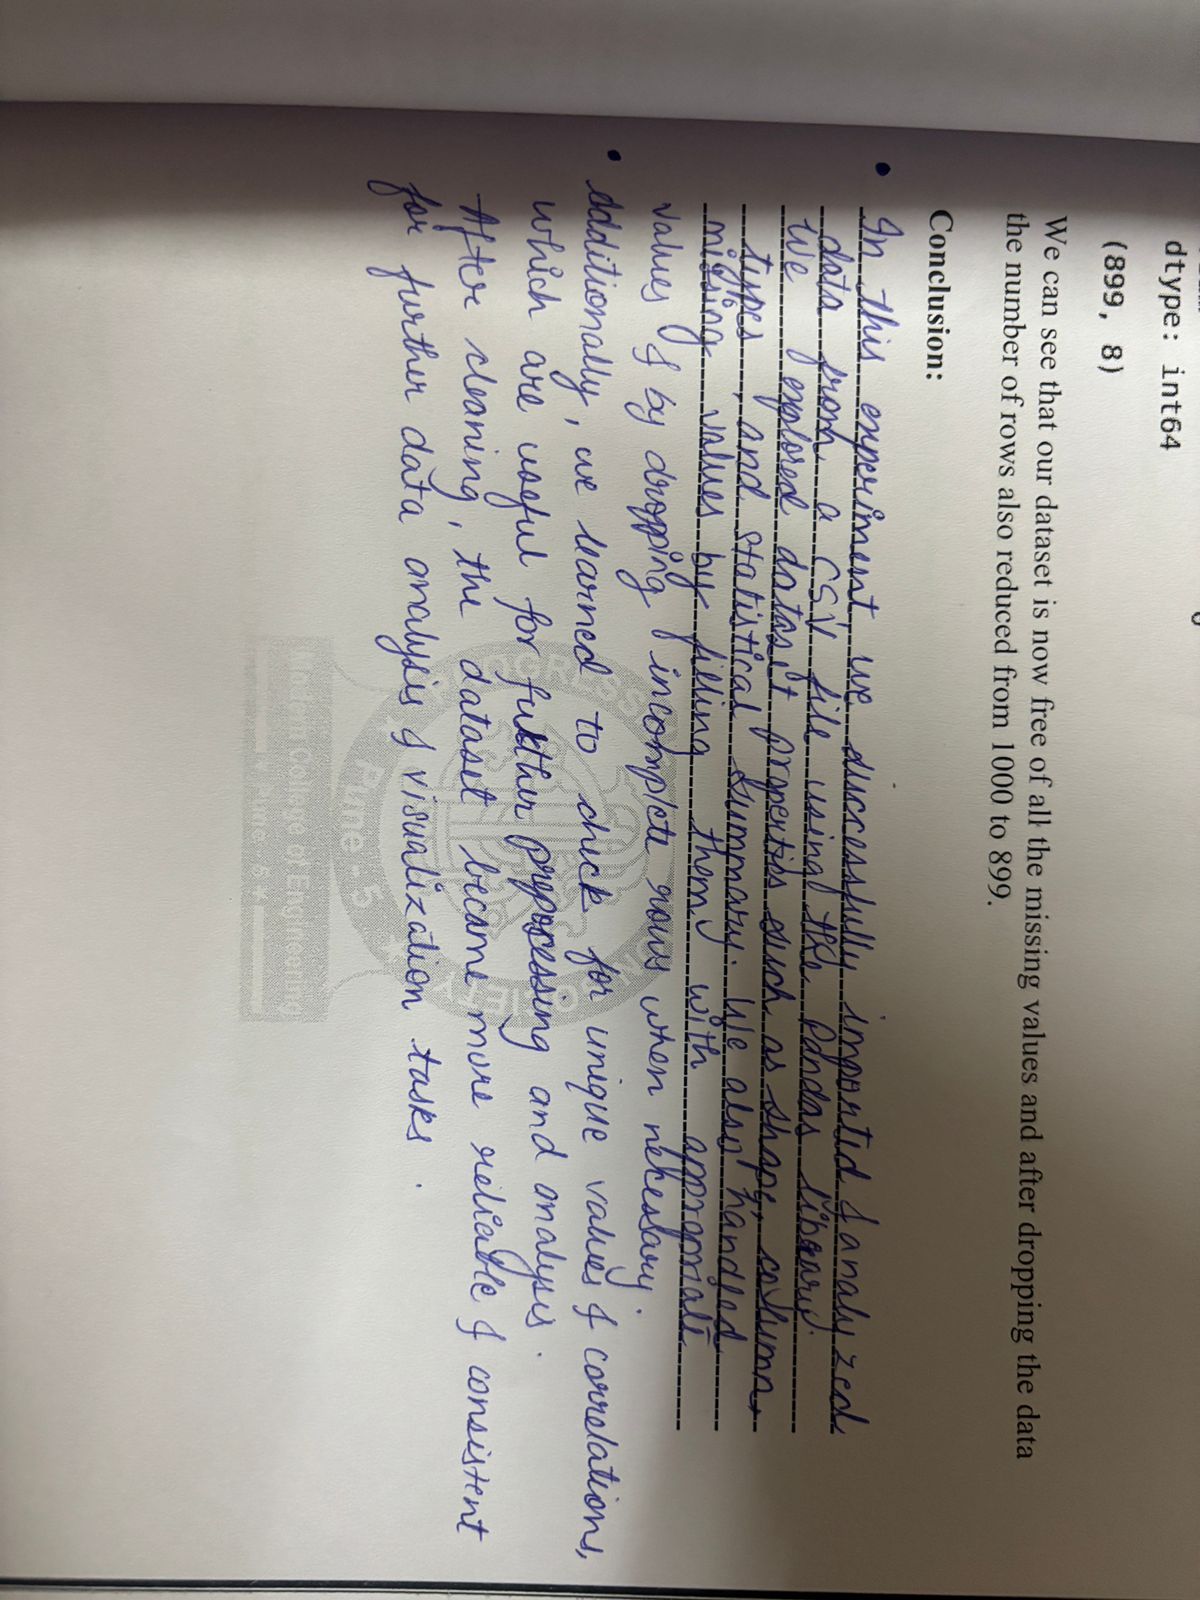 dtype: int64
(899, 8)
We can see that our dataset is now free of all the missing values and after dropping the data
the number of rows also reduced from 1000 to 899.
Conclusion:
• In this experiment we successfully imported & analyzed
data from a CSV file using the pandas library.
We explored dataset properties such as shape, column
types, and statistical summary. We also handled
missing values by filling them with appropriate
values & by dropping incomplete rows when necessary.
• Additionally, we learned to check for unique values & correlations,
which are useful for further preprocessing and analysis.
After cleaning, the dataset became more reliable & consistent
for further data analysis & visualization tasks.
PROGRESS
SOCIETY
Pune - 5
College of Engineering